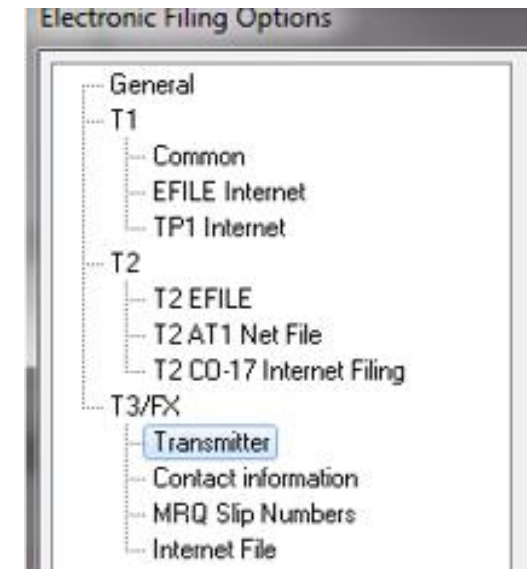 Electronic Filing Options
General
T1
Common
EFILE Internet
TP1 Internet
T2
T2 EFILE
T2 AT1 Net File
T2 CO-17 Internet Filing
T3/FX
Transmitter
Contact information
MRQ Slip Numbers
Internet File